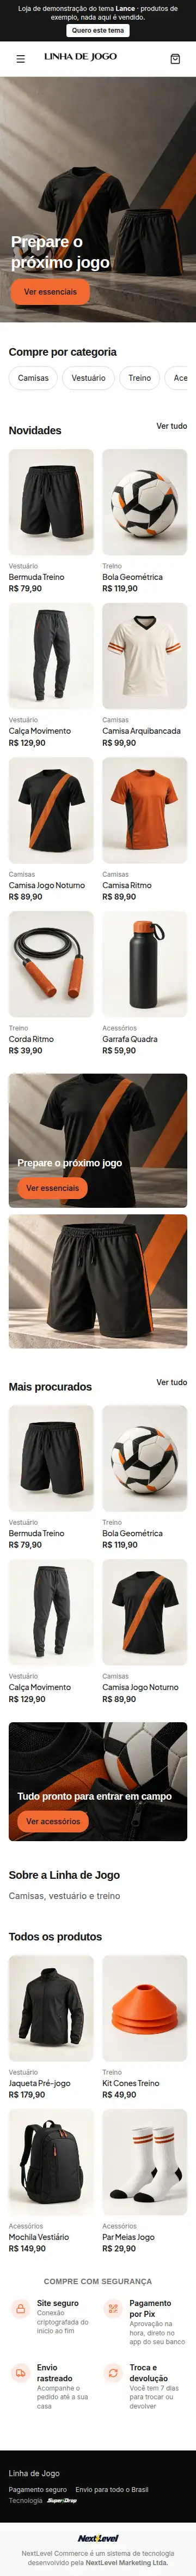 Loja de demonstração do tema Lance · produtos de
exemplo, nada aqui é vendido.
Quero este tema
LINHA DE JOGO
Prepare o
próximo jogo
Ver essenciais
Compre por categoria
Camisas
Vestuário
Treino
Ace
Novidades
Ver tudo
Vestuário
Bermuda Treino
R$ 79,90
Treino
Bola Geométrica
R$ 119,90
Vestuário
Calça Movimento
R$ 129,90
Camisas
Camisa Arquibancada
R$ 99,90
Camisas
Camisa Jogo Noturno
R$ 89,90
Camisas
Camisa Ritmo
R$ 89,90
Treino
Corda Ritmo
R$ 39,90
Acessórios
Garrafa Quadra
R$ 59,90
Prepare o próximo jogo
Ver essenciais
Mais procurados
Ver tudo
Vestuário
Bermuda Treino
R$ 79,90
Treino
Bola Geométrica
R$ 119,90
Vestuário
Calça Movimento
R$ 129,90
Camisas
Camisa Jogo Noturno
R$ 89,90
Tudo pronto para entrar em campo
Ver acessórios
Sobre a Linha de Jogo
Camisas, vestuário e treino
Todos os produtos
Vestuário
Jaqueta Pré-jogo
R$ 179,90
Treino
Kit Cones Treino
R$ 49,90
Acessórios
Mochila Vestiário
R$ 149,90
Acessórios
Par Meias Jogo
R$ 29,90
COMPRE COM SEGURANÇA
Site seguro
Conexão
criptografada do
início ao fim
Pagamento
por Pix
Aprovação na
hora, direto no
app do seu banco
Envio
rastreado
Acompanhe o
pedido até a sua
casa
Troca e
devolução
Você tem 7 dias
para trocar ou
devolver
Linha de Jogo
Pagamento seguro
Envio para todo o Brasil
Tecnologia SuperDrop
NextLevel
NextLevel Commerce é um sistema de tecnologia
desenvolvido pela NextLevel Marketing Ltda.